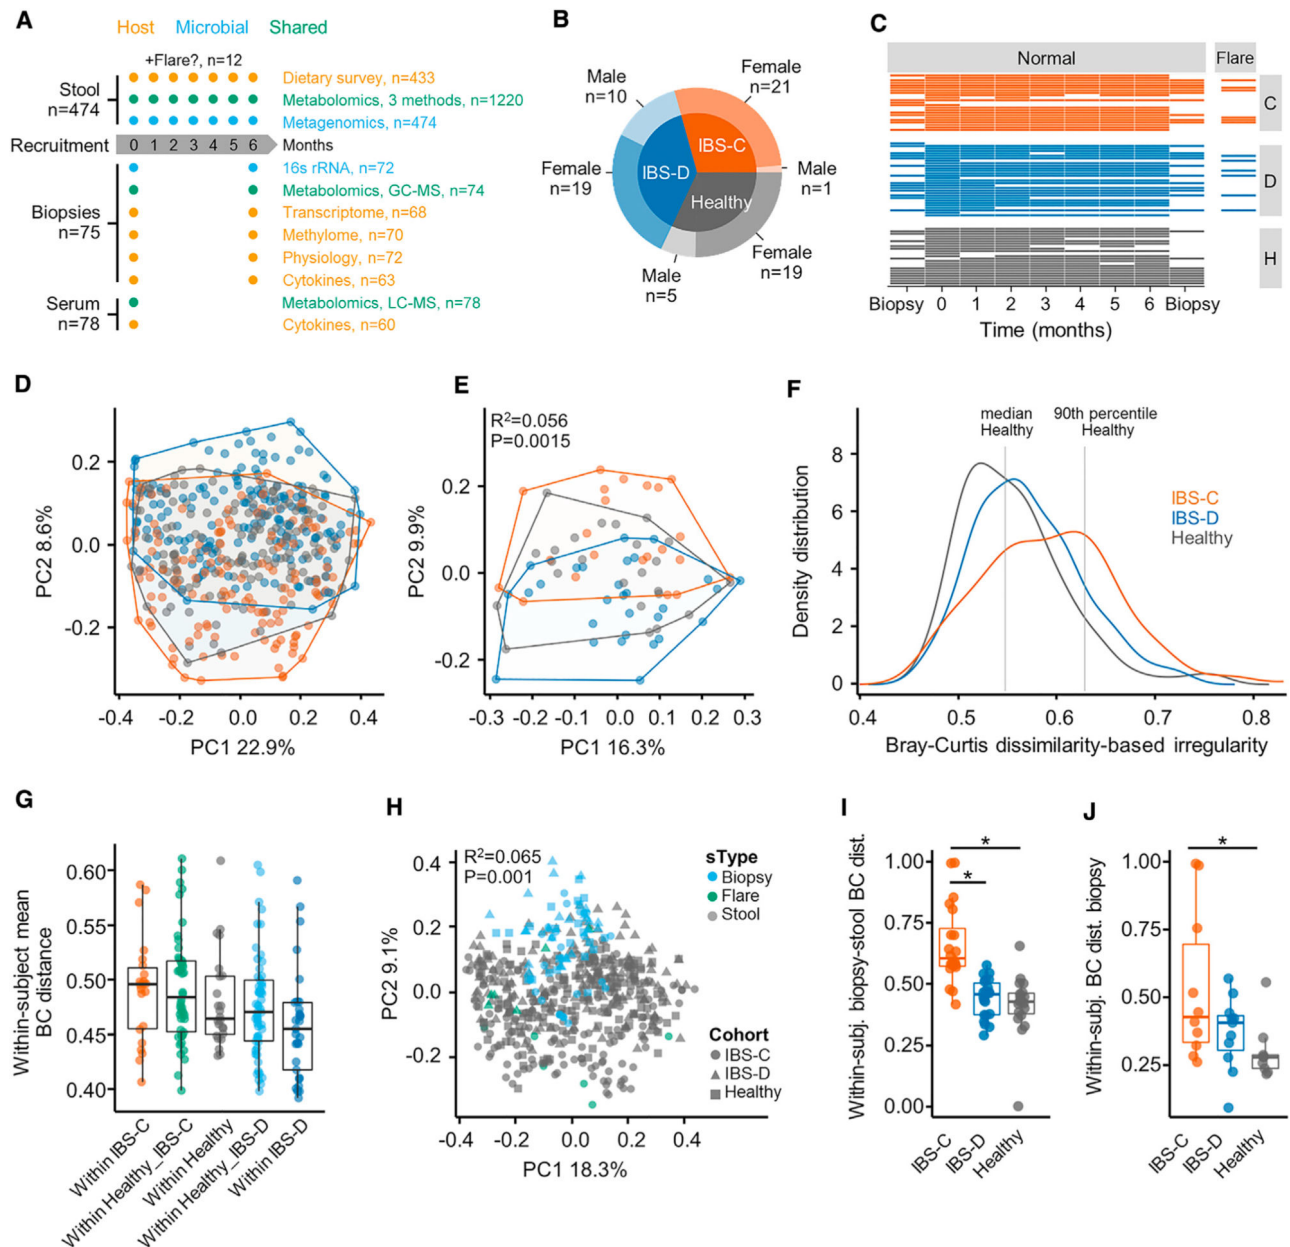 A
Host Microbial Shared
+Flare?, n=12
Stool
n=474
Dietary survey, n=433
Metabolomics, 3 methods, n=1220
Metagenomics, n=474
Recruitment 0 1 2 3 4 5 6 Months
Biopsies
n=75
16s rRNA, n=72
Metabolomics, GC-MS, n=74
Transcriptome, n=68
Methylome, n=70
Physiology, n=72
Cytokines, n=63
Serum
n=78
Metabolomics, LC-MS, n=78
Cytokines, n=60
B
Male
n=10
Female
n=21
Female
n=19
Male
n=1
Male
n=5
Female
n=19
IBS-C
IBS-D
Healthy
C
Normal Flare
C
D
H
Biopsy 0 1 2 3 4 5 6 Biopsy
Time (months)
D
PC2 8.6%
0.2
0.0
-0.2
-0.4 -0.2 0.0 0.2 0.4
PC1 22.9%
E
R²=0.056
P=0.0015
PC2 9.9%
0.2
0.0
-0.2
-0.3 -0.2 -0.1 0.0 0.1 0.2 0.3
PC1 16.3%
F
median
Healthy
90th percentile
Healthy
IBS-C
IBS-D
Healthy
Density distribution
8
6
4
2
0
0.4 0.5 0.6 0.7 0.8
Bray-Curtis dissimilarity-based irregularity
G
Within-subject mean
BC distance
0.60
0.55
0.50
0.45
0.40
Within IBS-C
Within Healthy_IBS-C
Within Healthy
Within Healthy_IBS-D
Within IBS-D
H
R²=0.065
P=0.001
PC2 9.1%
0.4
0.2
0.0
-0.2
-0.4 -0.2 0.0 0.2 0.4
PC1 18.3%
sType
Biopsy
Flare
Stool
Cohort
IBS-C
IBS-D
Healthy
I
Within-subj. biopsy-stool BC dist.
1.00
0.75
0.50
0.25
0.00
*
*
IBS-C
IBS-D
Healthy
J
Within-subj. BC dist. biopsy
1.00
0.75
0.50
0.25
*
IBS-C
IBS-D
Healthy